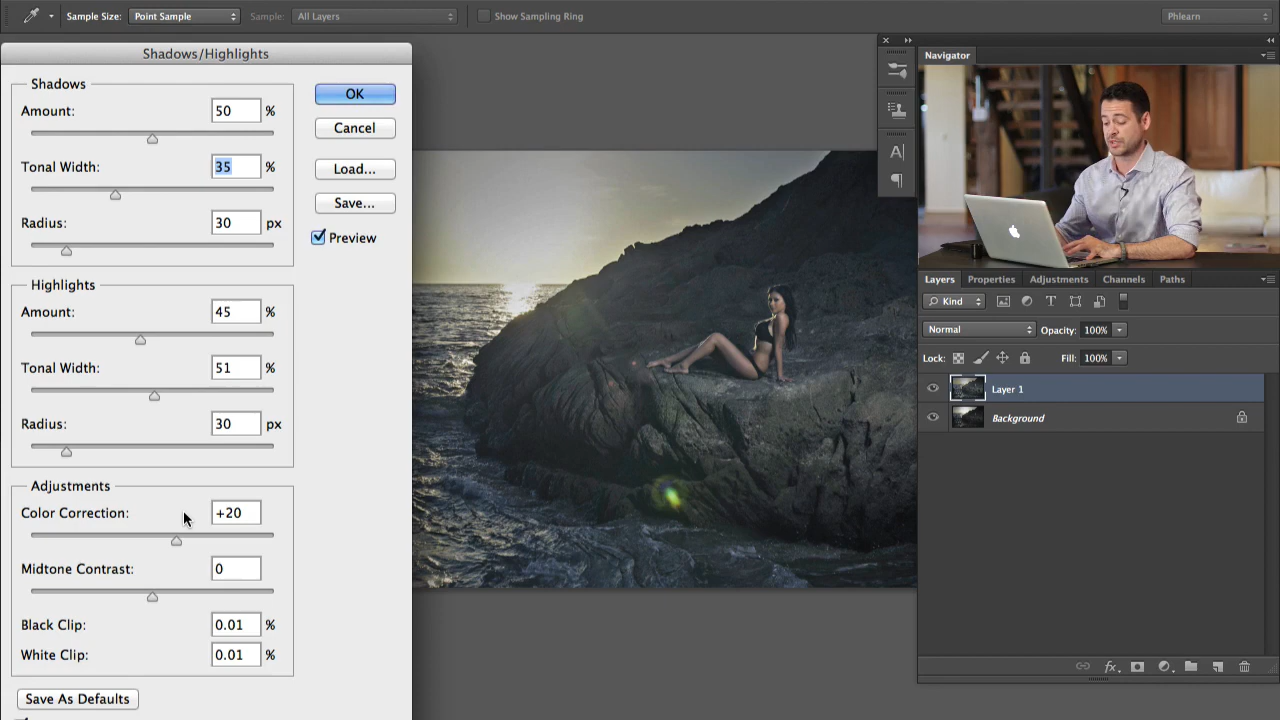 Sample Size: Point Sample Sample: All Layers Show Sampling Ring Phlearn
Shadows/Highlights
Shadows
Amount: 50 %
Tonal Width: 35 %
Radius: 30 px
Highlights
Amount: 45 %
Tonal Width: 51 %
Radius: 30 px
Adjustments
Color Correction: +20
Midtone Contrast: 0
Black Clip: 0.01 %
White Clip: 0.01 %
Save As Defaults
OK
Cancel
Load...
Save...
Preview
A
Navigator
Layers Properties Adjustments Channels Paths
Kind T
Normal Opacity: 100%
Lock: Fill: 100%
Layer 1
Background
fx